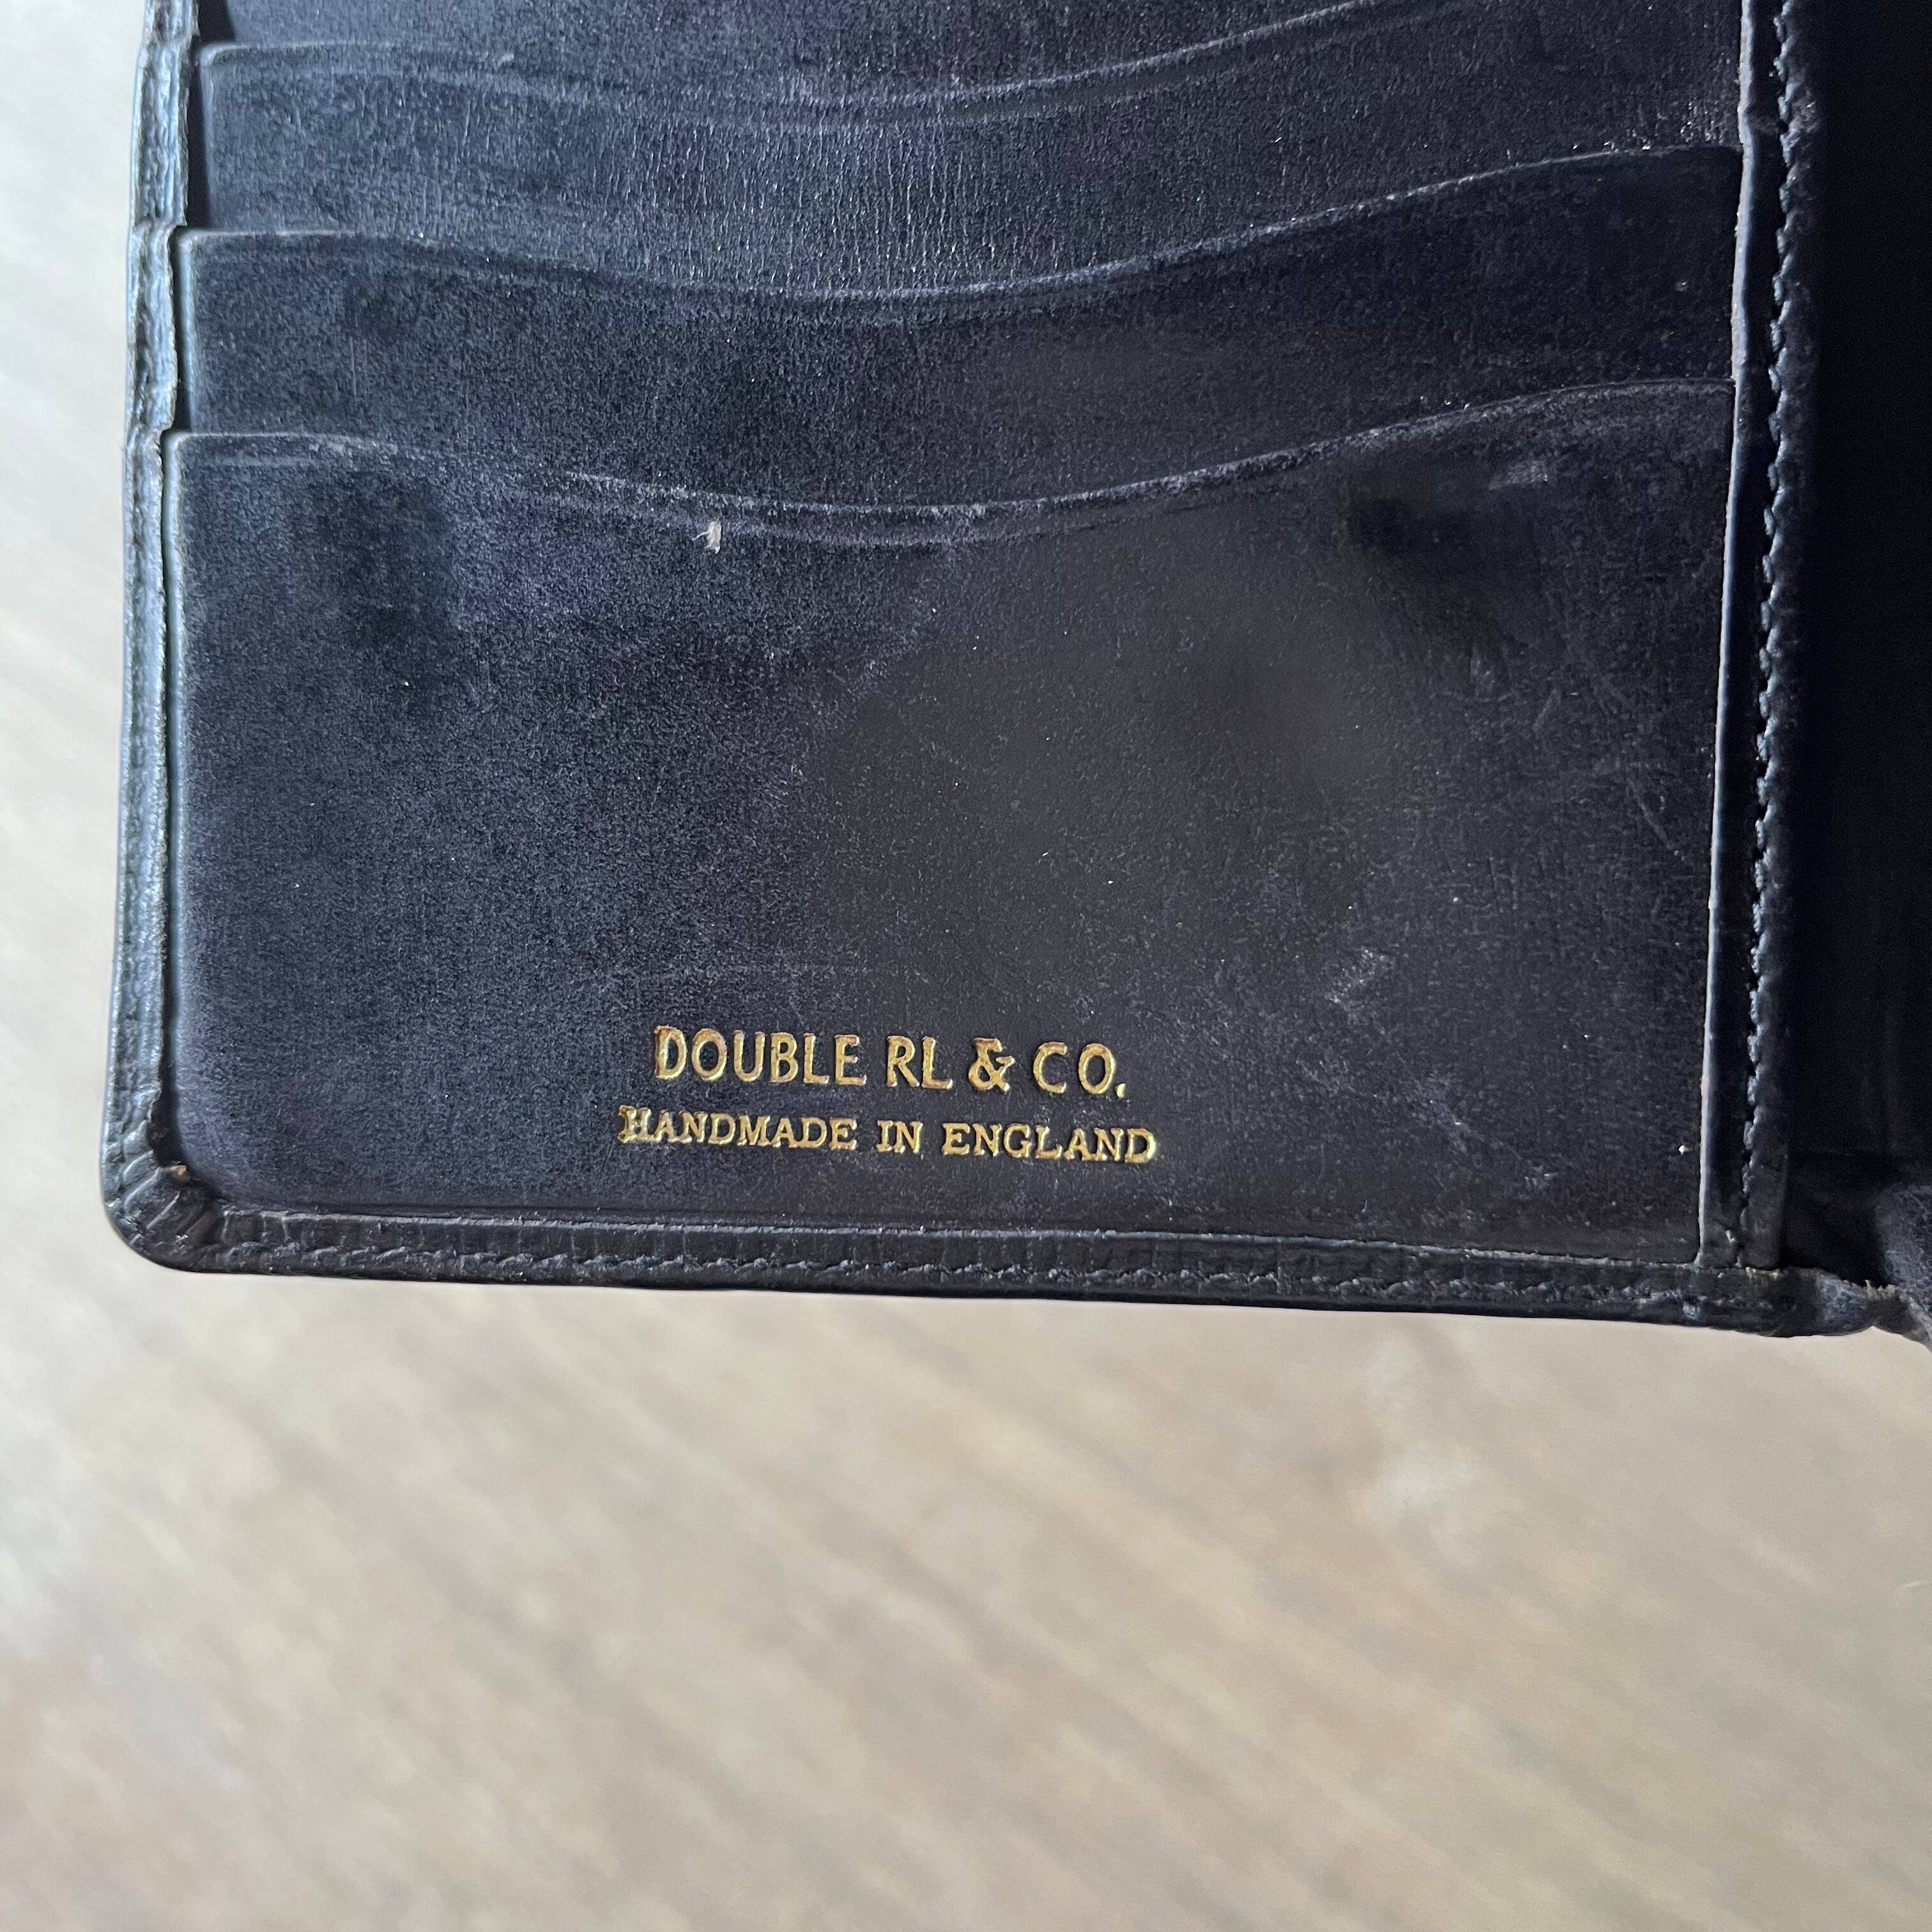 DOUBLE RL & CO.
HANDMADE IN ENGLAND